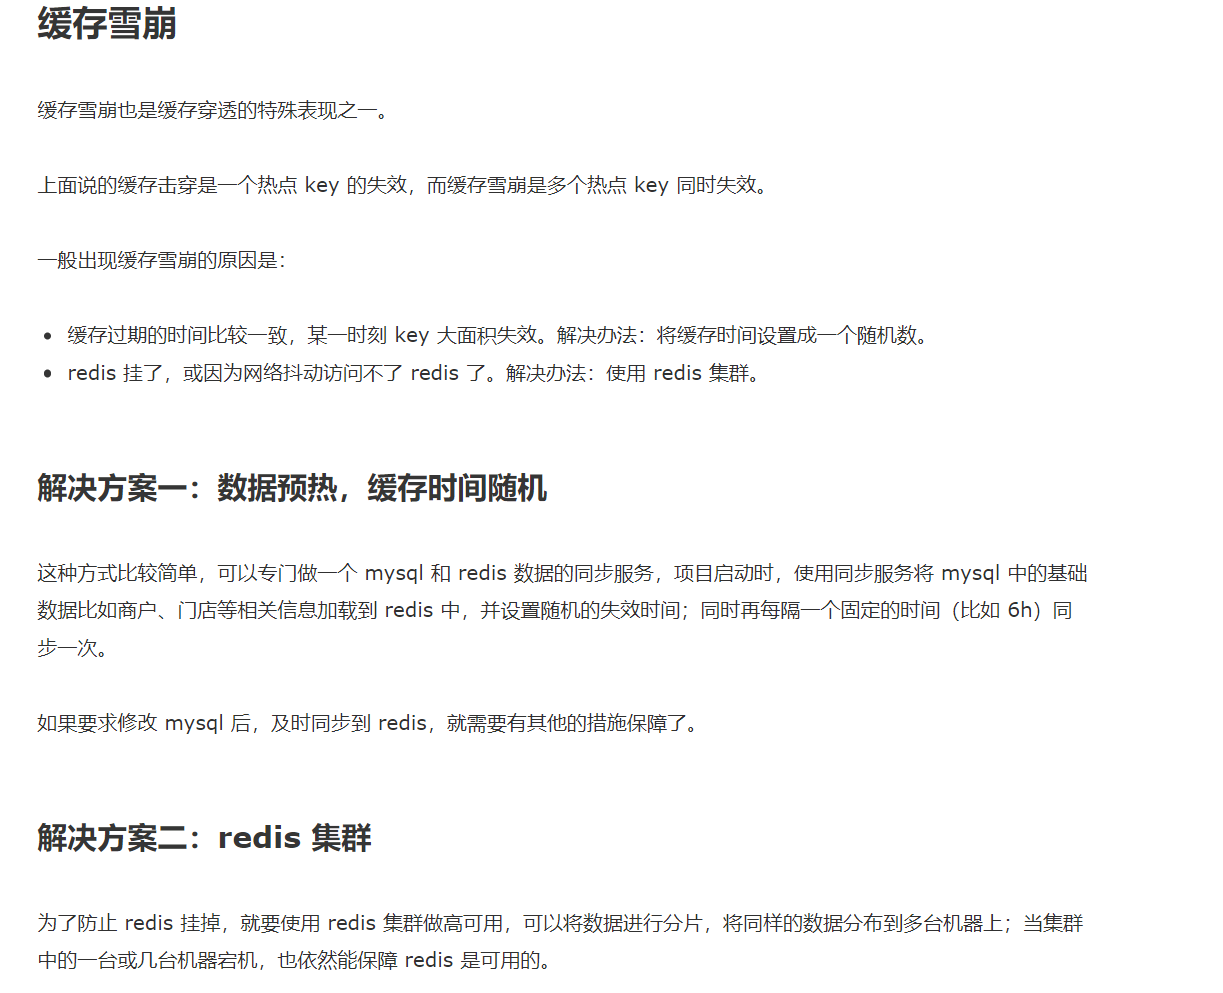 缓存雪崩
缓存雪崩也是缓存穿透的特殊表现之一。
上面说的缓存击穿是一个热点 key 的失效，而缓存雪崩是多个热点 key 同时失效。
一般出现缓存雪崩的原因是：
• 缓存过期的时间比较一致，某一时刻 key 大面积失效。解决办法：将缓存时间设置成一个随机数。
• redis 挂了，或因为网络抖动访问不了 redis 了。解决办法：使用 redis 集群。
解决方案一：数据预热，缓存时间随机
这种方式比较简单，可以专门做一个 mysql 和 redis 数据的同步服务，项目启动时，使用同步服务将 mysql 中的基础
数据比如商户、门店等相关信息加载到 redis 中，并设置随机的失效时间；同时再每隔一个固定的时间（比如 6h）同
步一次。
如果要求修改 mysql 后，及时同步到 redis，就需要有其他的措施保障了。
解决方案二：redis 集群
为了防止 redis 挂掉，就要使用 redis 集群做高可用，可以将数据进行分片，将同样的数据分布到多台机器上；当集群
中的一台或几台机器宕机，也依然能保障 redis 是可用的。